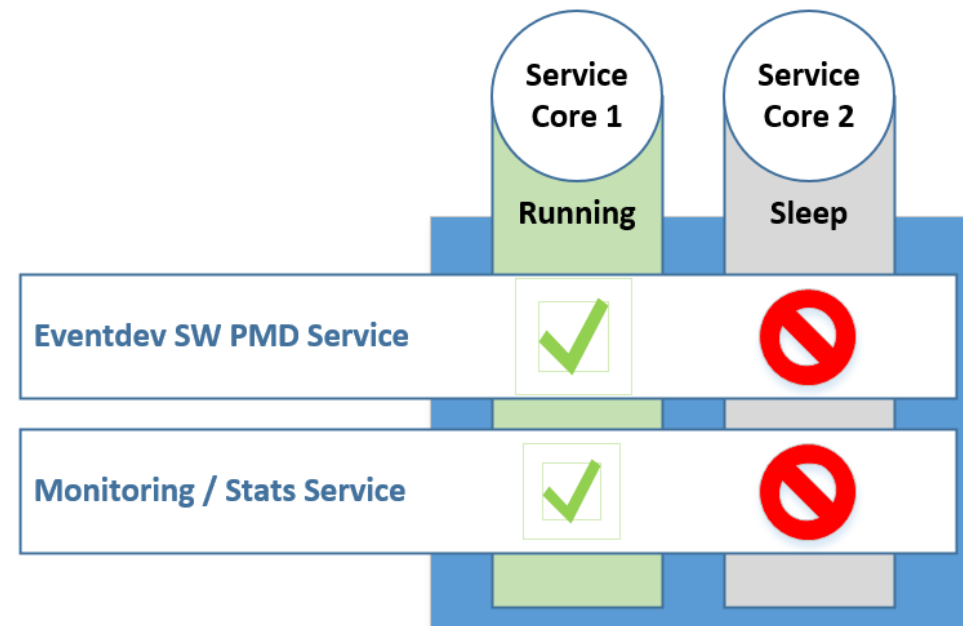 Service
Core 1
Service
Core 2
Running
Sleep
Eventdev SW PMD Service
Monitoring / Stats Service